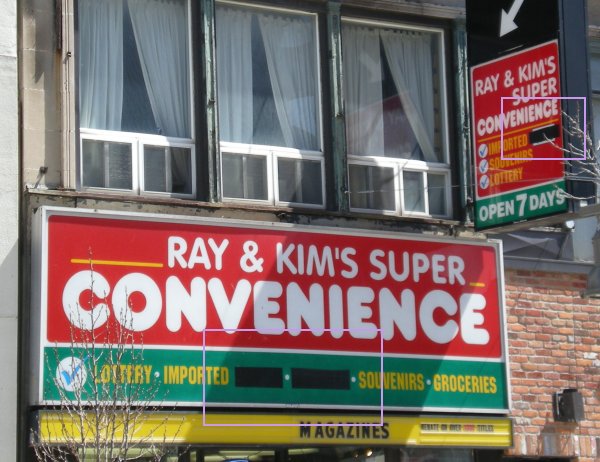 RAY & KIM'S
SUPER
CONVENIENCE
IMPORTED
SOUVENIRS
LOTTERY
OPEN 7 DAYS
RAY & KIM'S SUPER
CONVENIENCE
LOTTERY · IMPORTED · SOUVENIRS · GROCERIES
MAGAZINES